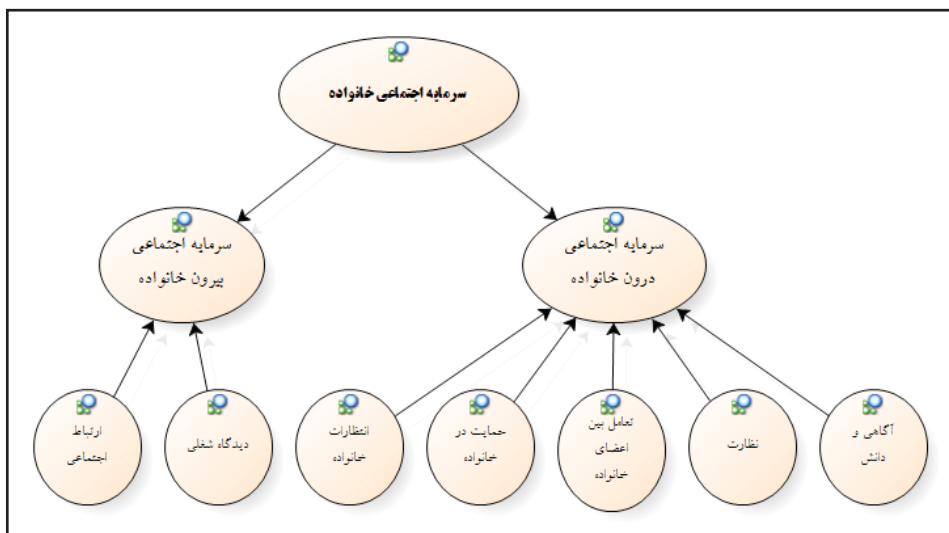 سرمایه اجتماعی خانواده
سرمایه اجتماعی
درون خانواده
سرمایه اجتماعی
بیرون خانواده
آگاهی و
دانش
نظارت
تعامل بین
اعضای
خانواده
حمایت در
خانواده
انتظارات
خانواده
دیدگاه شغلی
ارتباط
اجتماعی